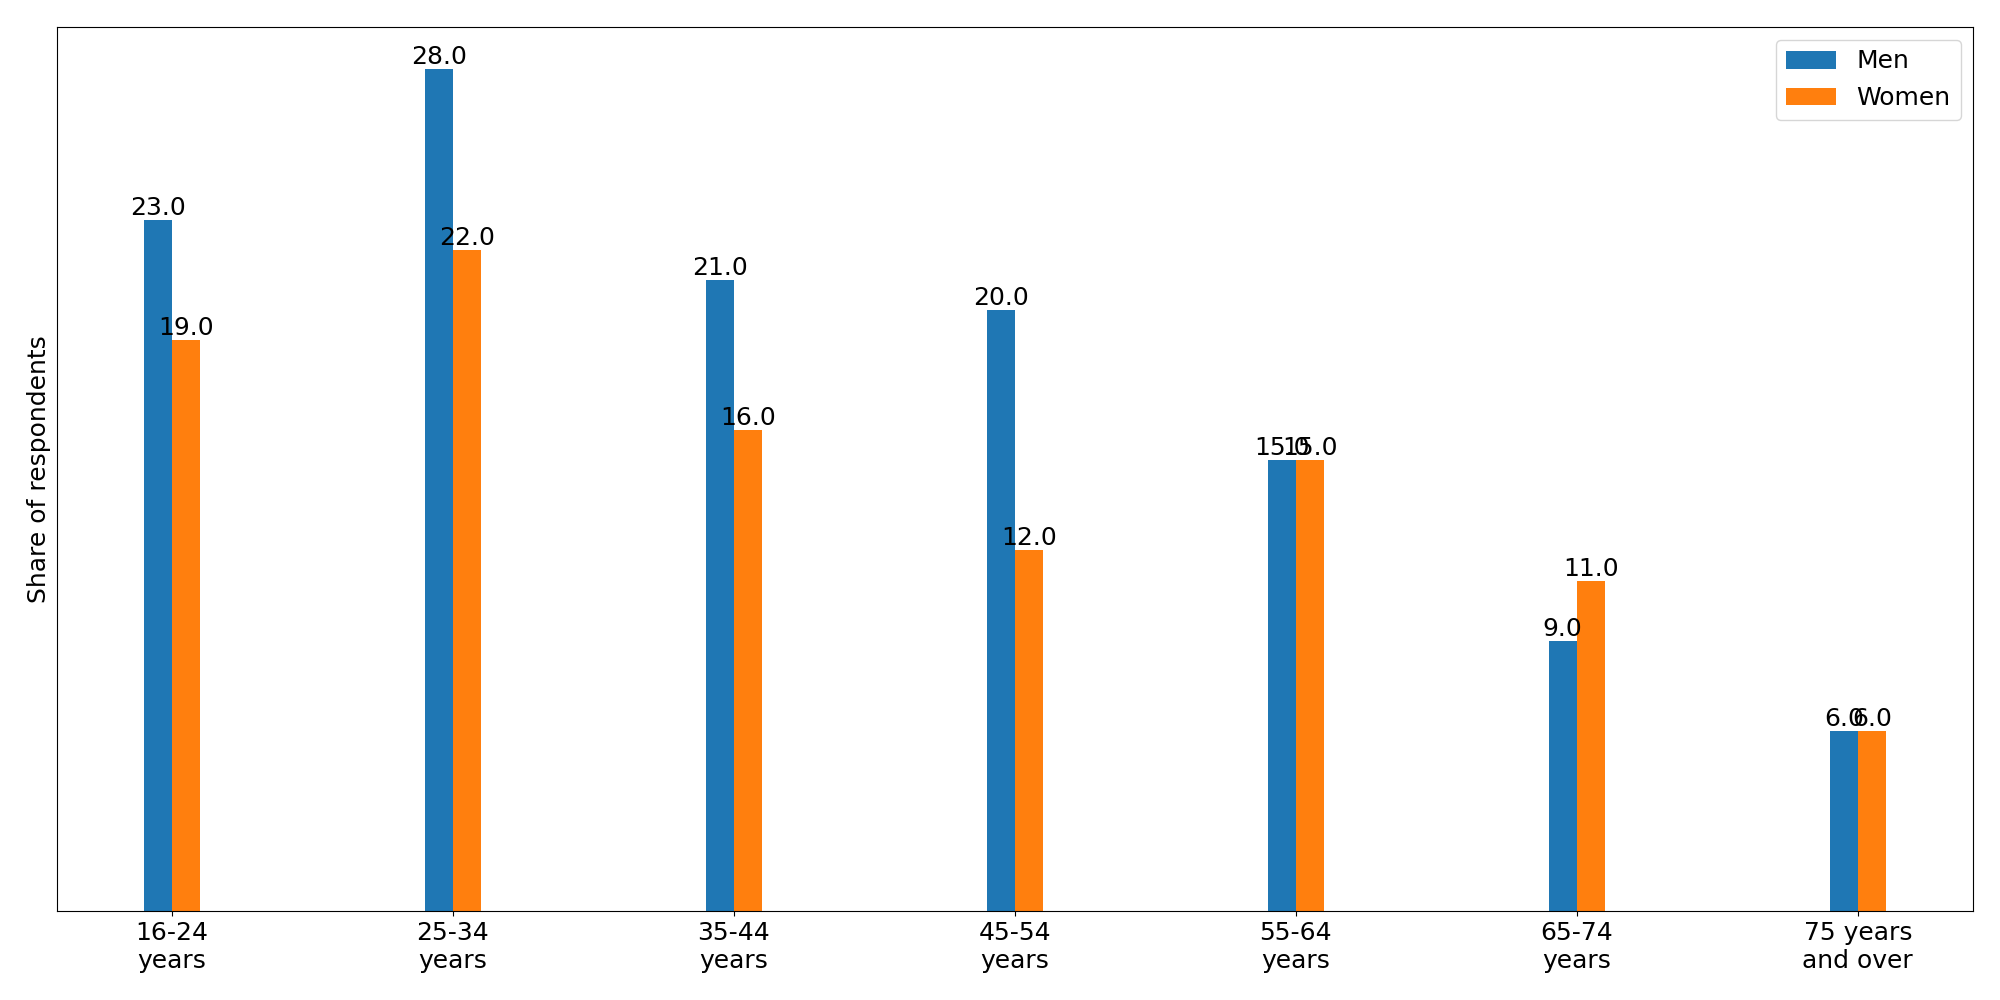 Men
Women
Share of respondents
23.0
19.0
28.0
22.0
21.0
16.0
20.0
12.0
15.0
15.0
9.0
11.0
6.0
6.0
16-24
years
25-34
years
35-44
years
45-54
years
55-64
years
65-74
years
75 years
and over